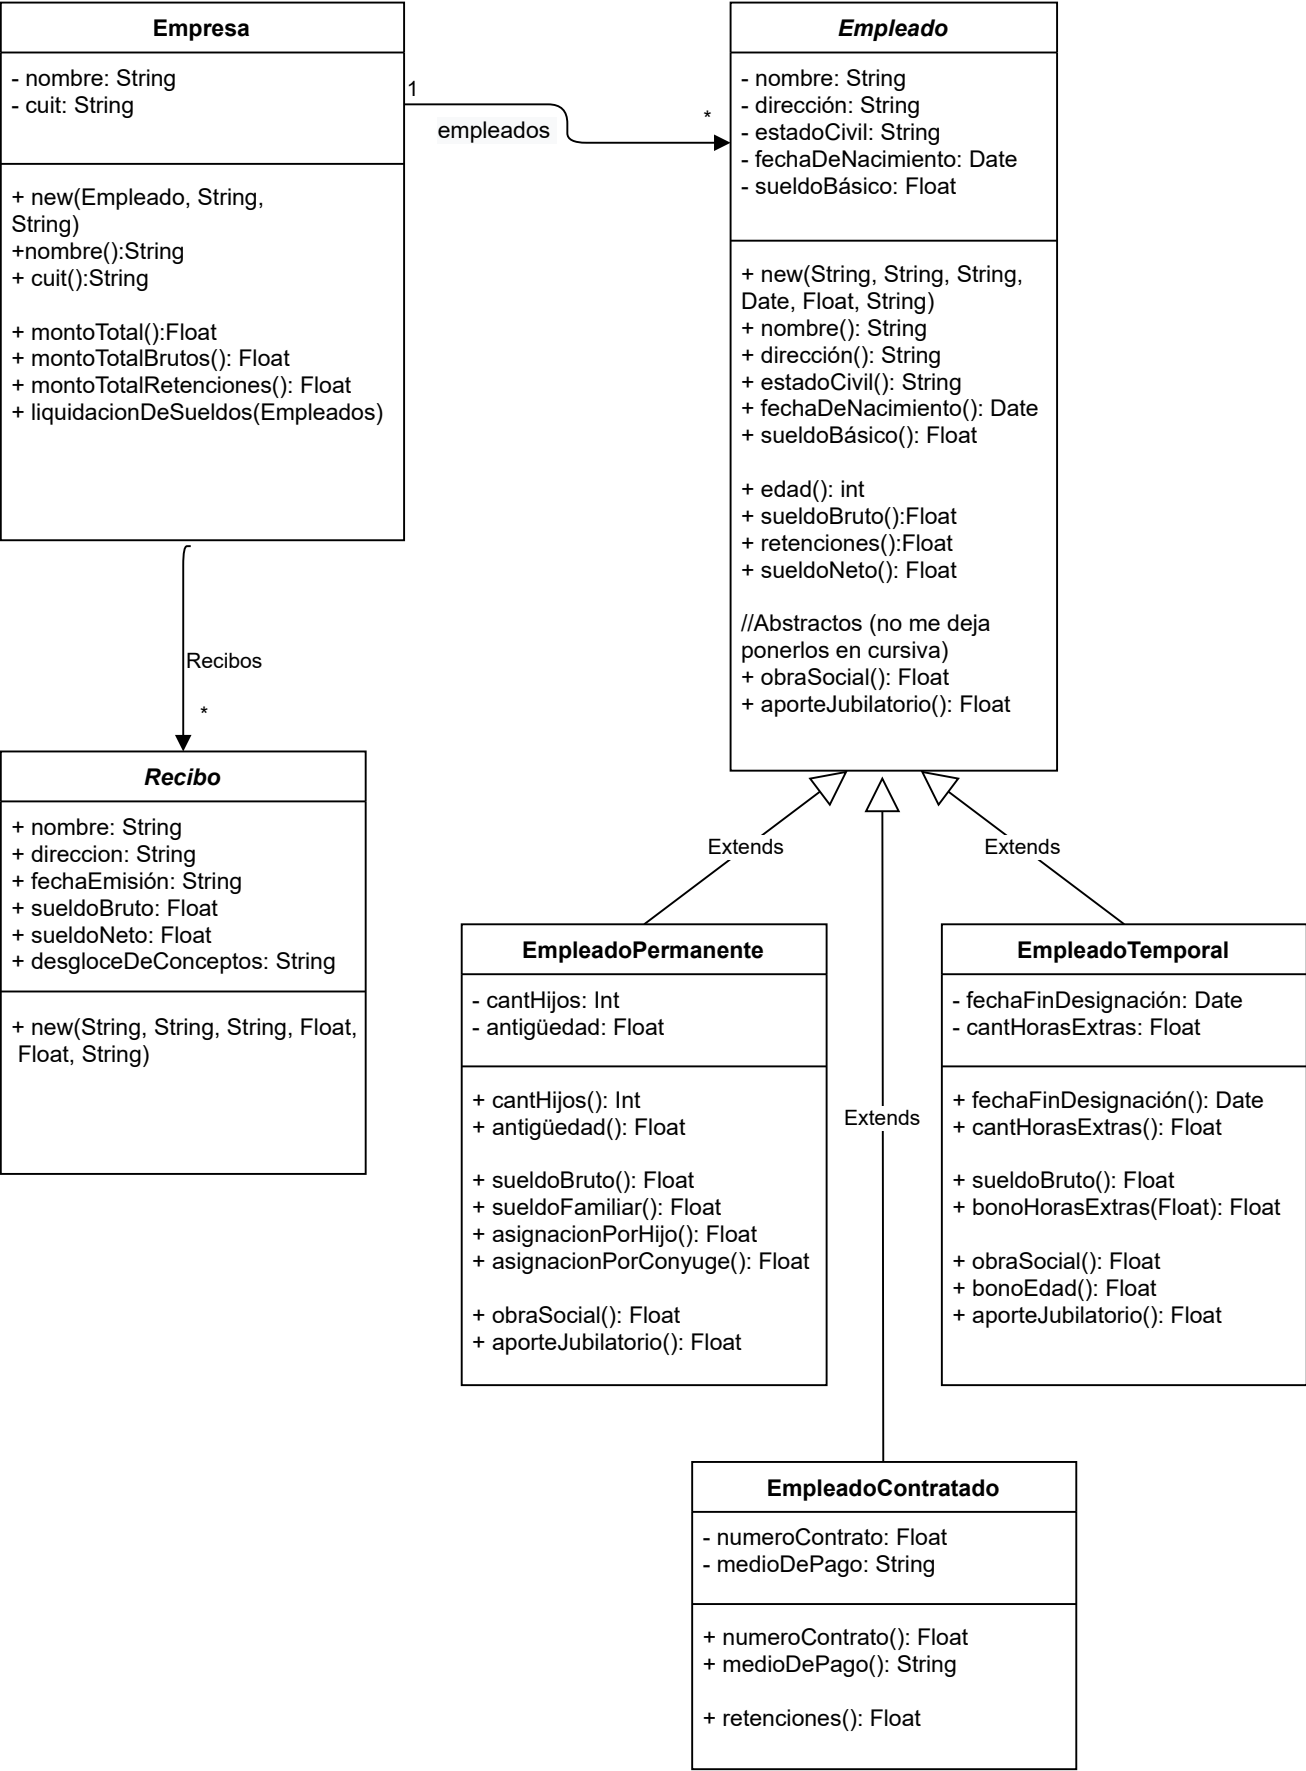 Empresa
- nombre: String
- cuit: String
+ new(Empleado, String,
String)
+nombre():String
+ cuit():String
+ montoTotal():Float
+ montoTotalBrutos(): Float
+ montoTotalRetenciones(): Float
+ liquidacionDeSueldos(Empleados)
1
empleados
*
Empleado
- nombre: String
- dirección: String
- estadoCivil: String
- fechaDeNacimiento: Date
- sueldoBásico: Float
+ new(String, String, String,
Date, Float, String)
+ nombre(): String
+ dirección(): String
+ estadoCivil(): String
+ fechaDeNacimiento(): Date
+ sueldoBásico(): Float
+ edad(): int
+ sueldoBruto():Float
+ retenciones():Float
+ sueldoNeto(): Float
//Abstractos (no me deja
ponerlos en cursiva)
+ obraSocial(): Float
+ aporteJubilatorio(): Float
Recibos
*
Recibo
+ nombre: String
+ direccion: String
+ fechaEmisión: String
+ sueldoBruto: Float
+ sueldoNeto: Float
+ desgloceDeConceptos: String
+ new(String, String, String, Float,
Float, String)
Extends
Extends
Extends
EmpleadoPermanente
- cantHijos: Int
- antigüedad: Float
+ cantHijos(): Int
+ antigüedad(): Float
+ sueldoBruto(): Float
+ sueldoFamiliar(): Float
+ asignacionPorHijo(): Float
+ asignacionPorConyuge(): Float
+ obraSocial(): Float
+ aporteJubilatorio(): Float
EmpleadoTemporal
- fechaFinDesignación: Date
- cantHorasExtras: Float
+ fechaFinDesignación(): Date
+ cantHorasExtras(): Float
+ sueldoBruto(): Float
+ bonoHorasExtras(Float): Float
+ obraSocial(): Float
+ bonoEdad(): Float
+ aporteJubilatorio(): Float
EmpleadoContratado
- numeroContrato: Float
- medioDePago: String
+ numeroContrato(): Float
+ medioDePago(): String
+ retenciones(): Float